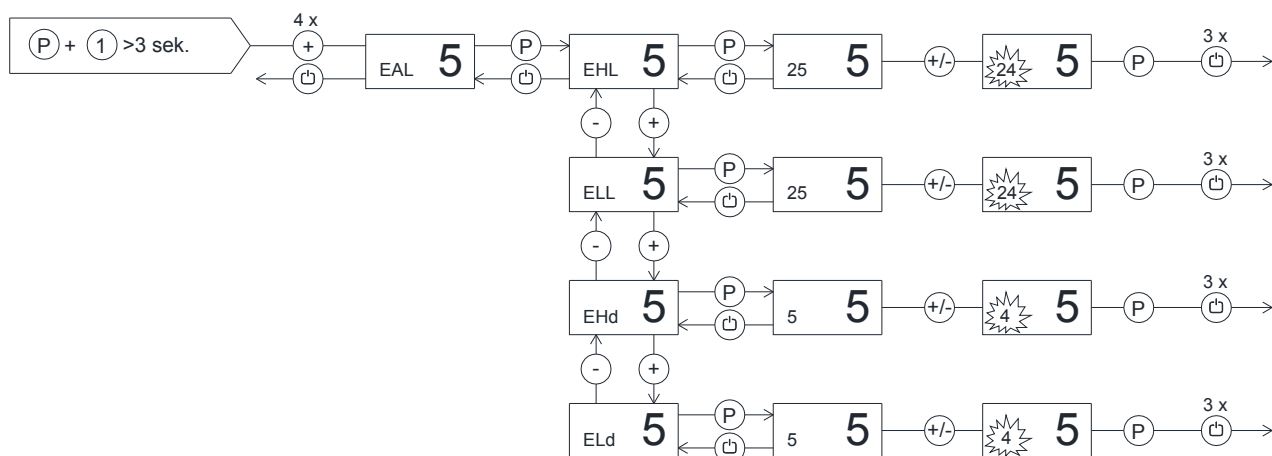 4 x
P + 1 >3 sek. + EAL 5 P EHL 5 P 25 5 +/- 24 5 P 3 x
- +
ELL 5 P 25 5 +/- 24 5 P 3 x
- +
EHd 5 P 5 5 +/- 4 5 P 3 x
- +
ELd 5 P 5 5 +/- 4 5 P 3 x